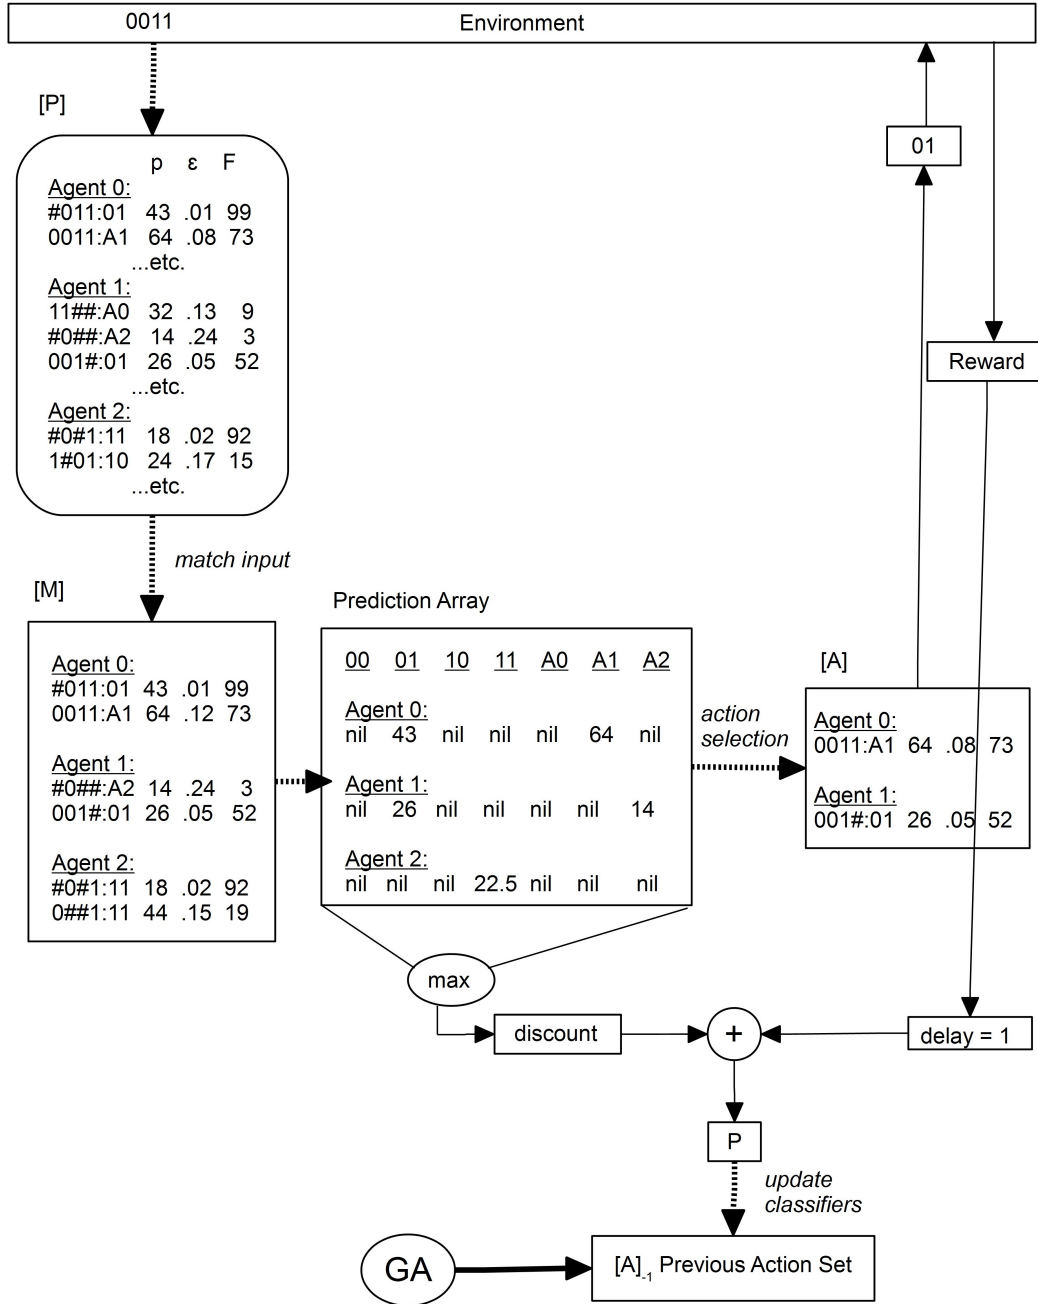 0011 Environment
[P]
p ε F
Agent 0:
#011:01 43 .01 99
0011:A1 64 .08 73
...etc.
Agent 1:
11##:A0 32 .13 9
#0##:A2 14 .24 3
001#:01 26 .05 52
...etc.
Agent 2:
#0#1:11 18 .02 92
1#01:10 24 .17 15
...etc.
01
Reward
match input
[M]
Agent 0:
#011:01 43 .01 99
0011:A1 64 .12 73
Agent 1:
#0##:A2 14 .24 3
001#:01 26 .05 52
Agent 2:
#0#1:11 18 .02 92
0##1:11 44 .15 19
Prediction Array
00 01 10 11 A0 A1 A2
Agent 0:
nil 43 nil nil nil 64 nil
Agent 1:
nil 26 nil nil nil nil 14
Agent 2:
nil nil nil 22.5 nil nil nil
action
selection
[A]
Agent 0:
0011:A1 64 .08 73
Agent 1:
001#:01 26 .05 52
max
discount
+
delay = 1
P
update
classifiers
GA
[A]-1 Previous Action Set